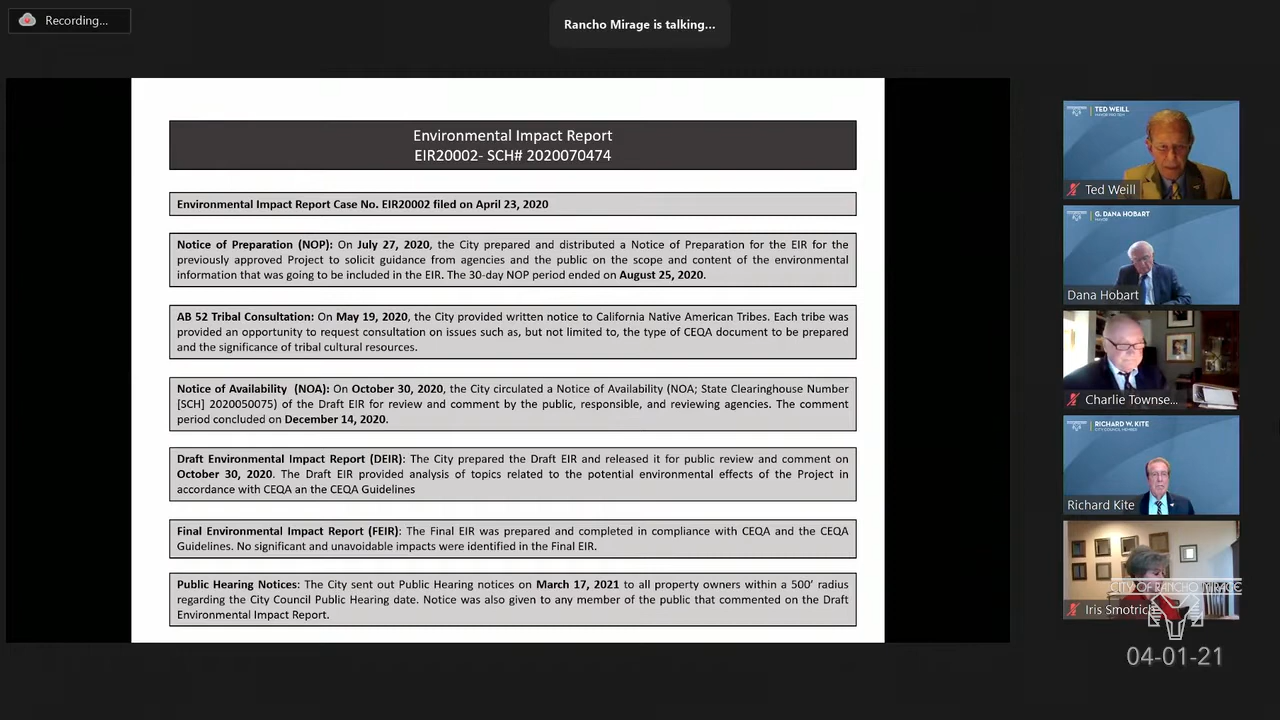 Recording...
Rancho Mirage is talking...
Environmental Impact Report
EIR20002- SCH# 2020070474
Environmental Impact Report Case No. EIR20002 filed on April 23, 2020
Notice of Preparation (NOP): On July 27, 2020, the City prepared and distributed a Notice of Preparation for the EIR for the
previously approved Project to solicit guidance from agencies and the public on the scope and content of the environmental
information that was going to be included in the EIR. The 30-day NOP period ended on August 25, 2020.
AB 52 Tribal Consultation: On May 19, 2020, the City provided written notice to California Native American Tribes. Each tribe was
provided an opportunity to request consultation on issues such as, but not limited to, the type of CEQA document to be prepared
and the significance of tribal cultural resources.
Notice of Availability (NOA): On October 30, 2020, the City circulated a Notice of Availability (NOA; State Clearinghouse Number
[SCH] 2020050075) of the Draft EIR for review and comment by the public, responsible, and reviewing agencies. The comment
period concluded on December 14, 2020.
Draft Environmental Impact Report (DEIR): The City prepared the Draft EIR and released it for public review and comment on
October 30, 2020. The Draft EIR provided analysis of topics related to the potential environmental effects of the Project in
accordance with CEQA an the CEQA Guidelines
Final Environmental Impact Report (FEIR): The Final EIR was prepared and completed in compliance with CEQA and the CEQA
Guidelines. No significant and unavoidable impacts were identified in the Final EIR.
Public Hearing Notices: The City sent out Public Hearing notices on March 17, 2021 to all property owners within a 500' radius
regarding the City Council Public Hearing date. Notice was also given to any member of the public that commented on the Draft
Environmental Impact Report.
TED WEILL
MAYOR PRO TEM
Ted Weill
G. DANA HOBART
MAYOR
Dana Hobart
Charlie Townse...
RICHARD W. KITE
CITY COUNCIL MEMBER
Richard Kite
CITY OF RANCHO MIRAGE
Iris Smotrich
04-01-21